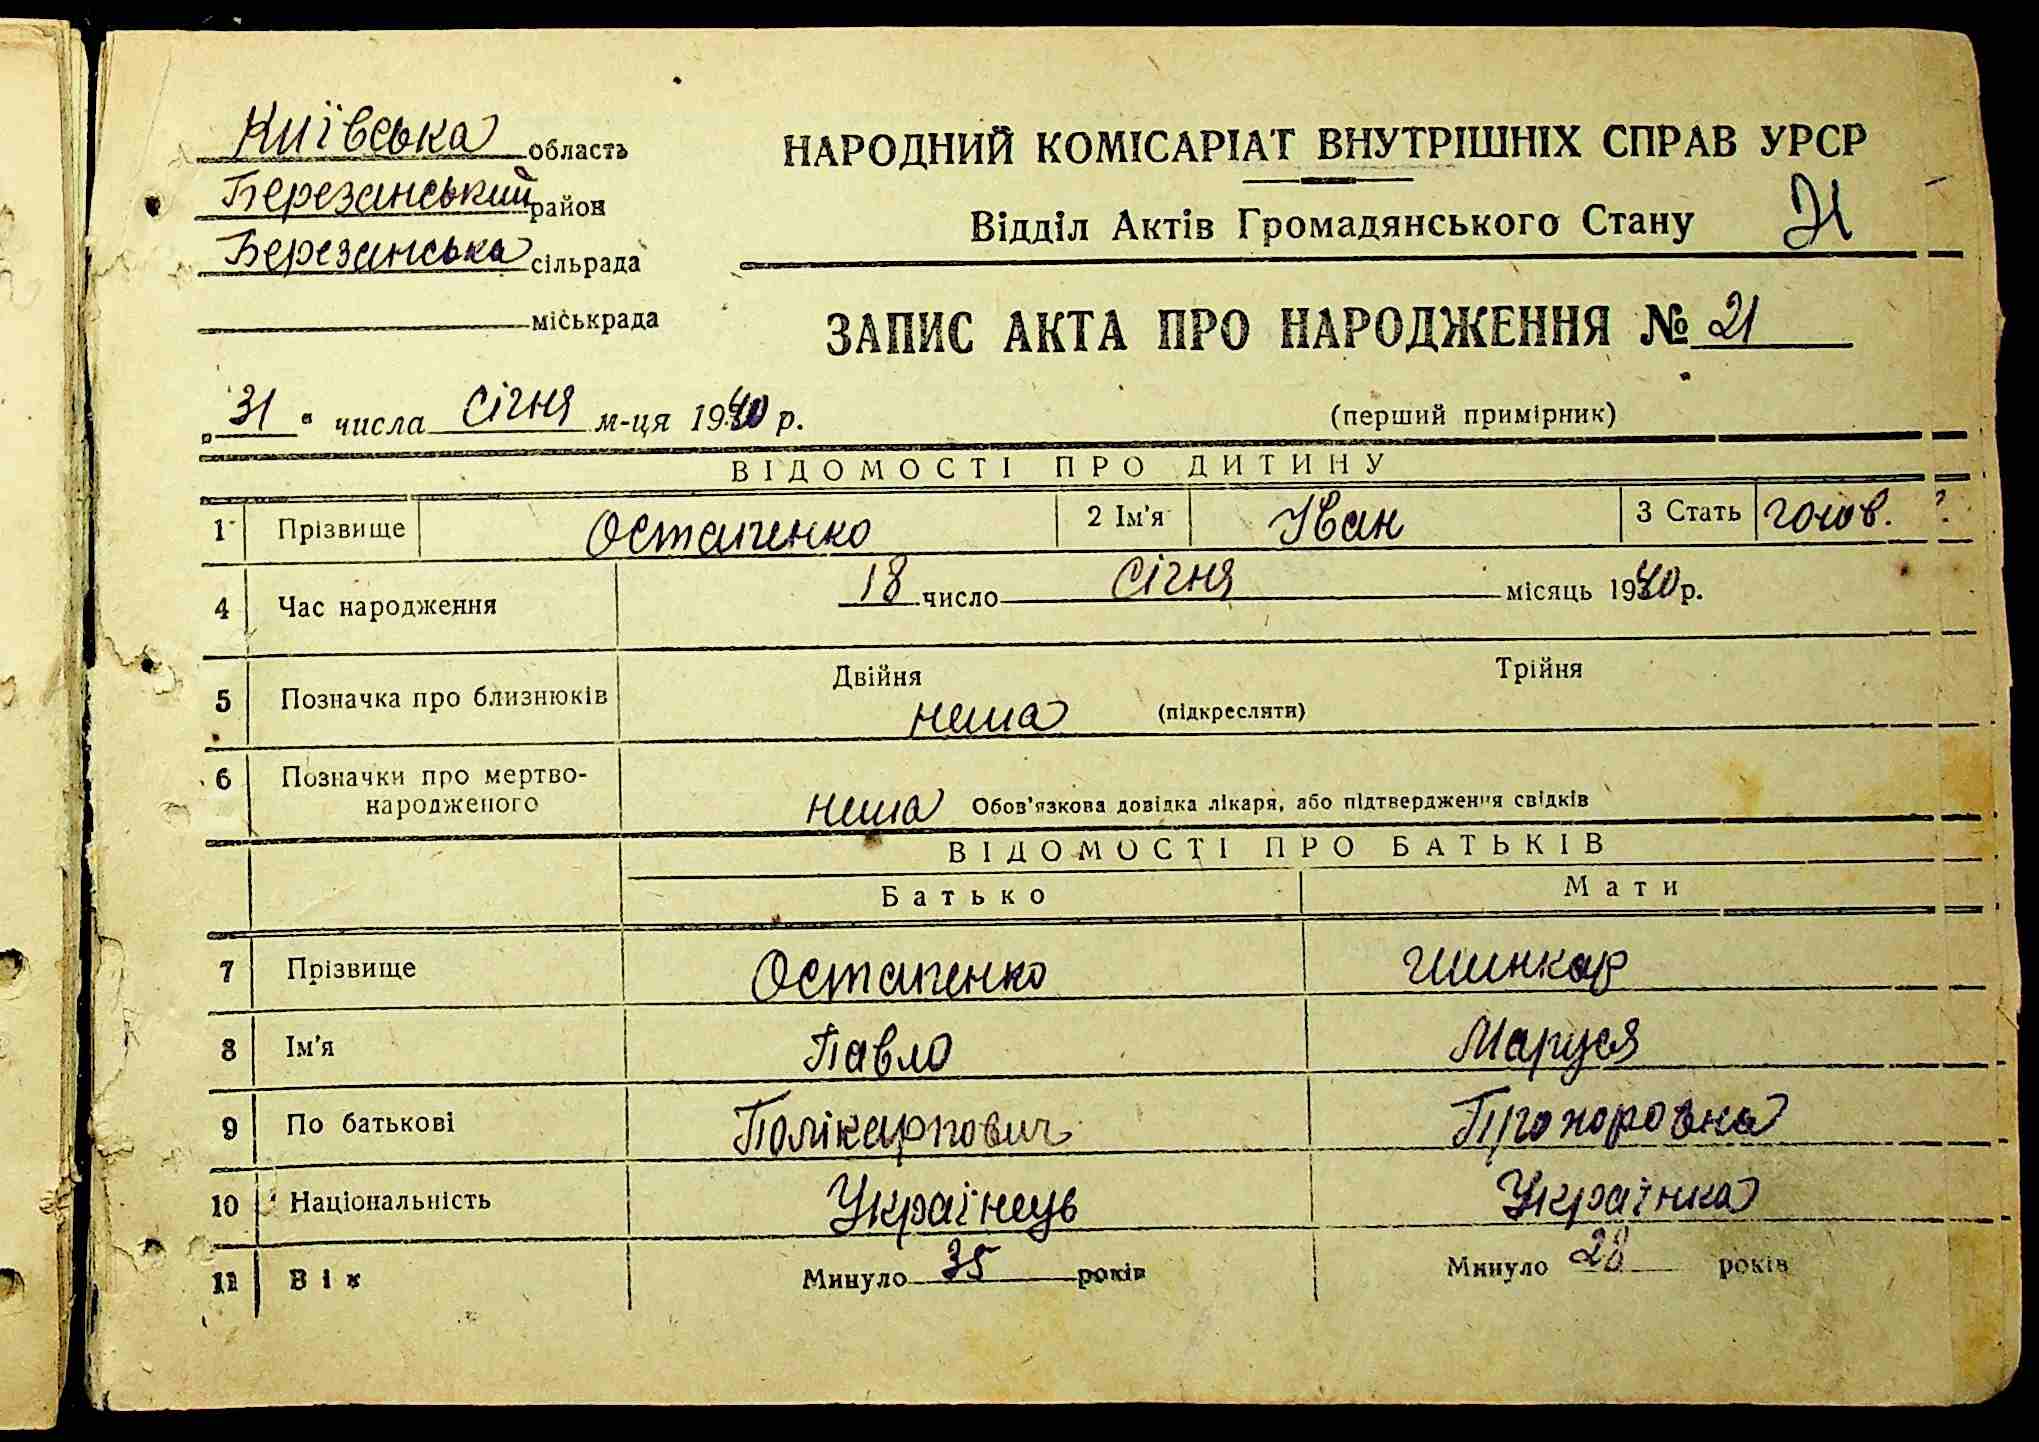 Київська область
Березанський район
Березанська сільрада
міськрада
НАРОДНИЙ КОМІСАРІАТ ВНУТРІШНІХ СПРАВ УРСР
Відділ Актів Громадянського Стану 21
ЗАПИС АКТА ПРО НАРОДЖЕННЯ № 21
„31“ числа Січня м-ця 1940 р.
(перший примірник)
ВІДОМОСТІ ПРО ДИТИНУ
1 Прізвище Остапенко 2 Ім'я Іван 3 Стать чолов.
4 Час народження 18 число Січня місяць 1940 р.
5 Позначка про близнюків Двійня Трійня
нема (підкресляти)
6 Позначки про мертво-
народженого нема Обов'язкова довідка лікаря, або підтвердження свідків
ВІДОМОСТІ ПРО БАТЬКІВ
Батько Мати
7 Прізвище Остапенко Шинкар
8 Ім'я Павло Маруся
9 По батькові Полікарпович Прохоровна
10 Національність Українець Українка
11 Вік Минуло 35 років Минуло 28 років